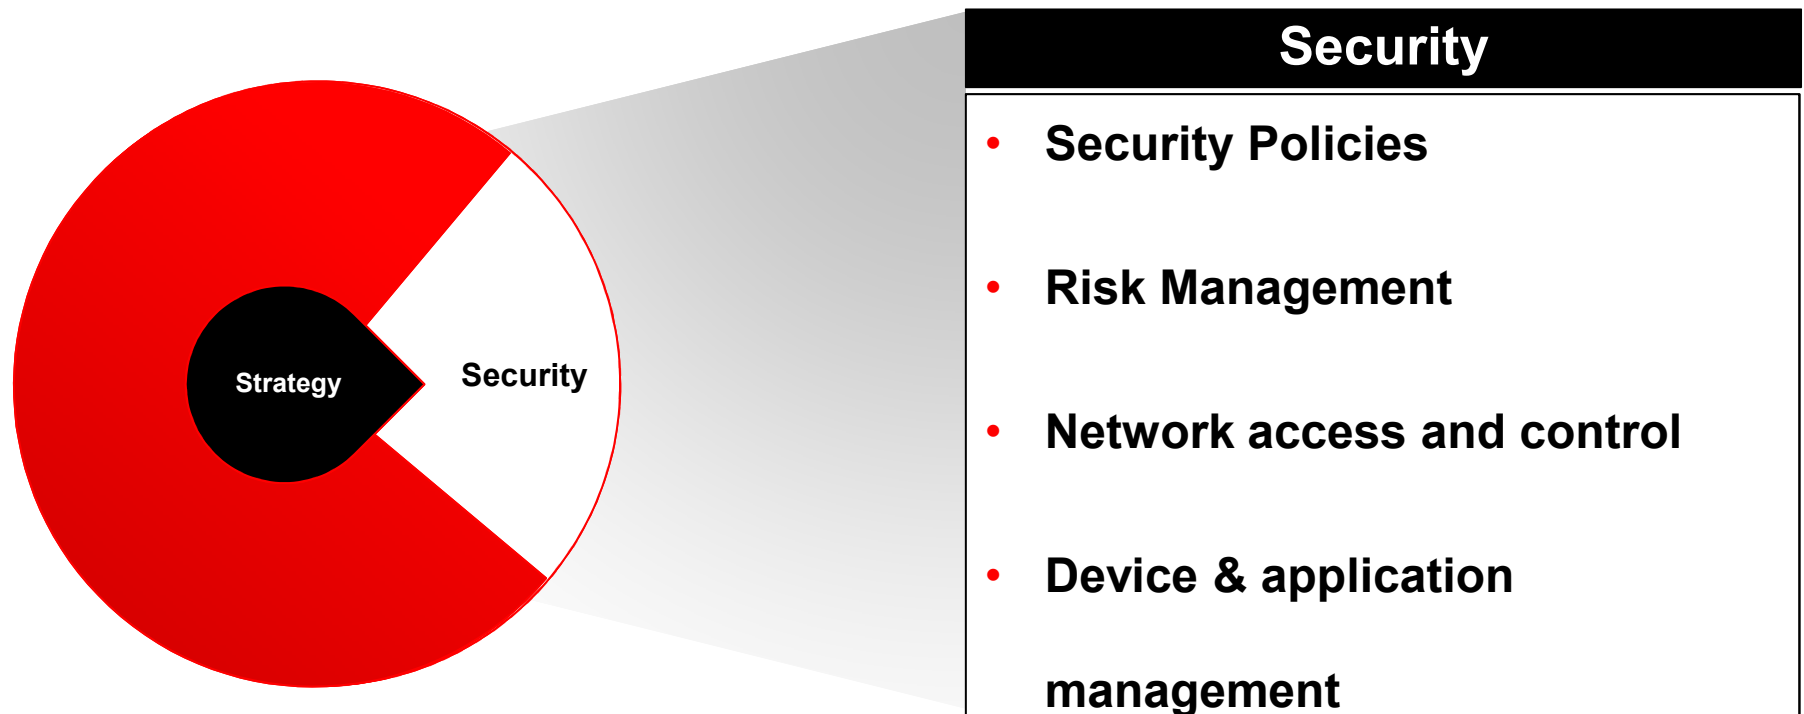 Strategy
Security
Security
• Security Policies
• Risk Management
• Network access and control
• Device & application
management